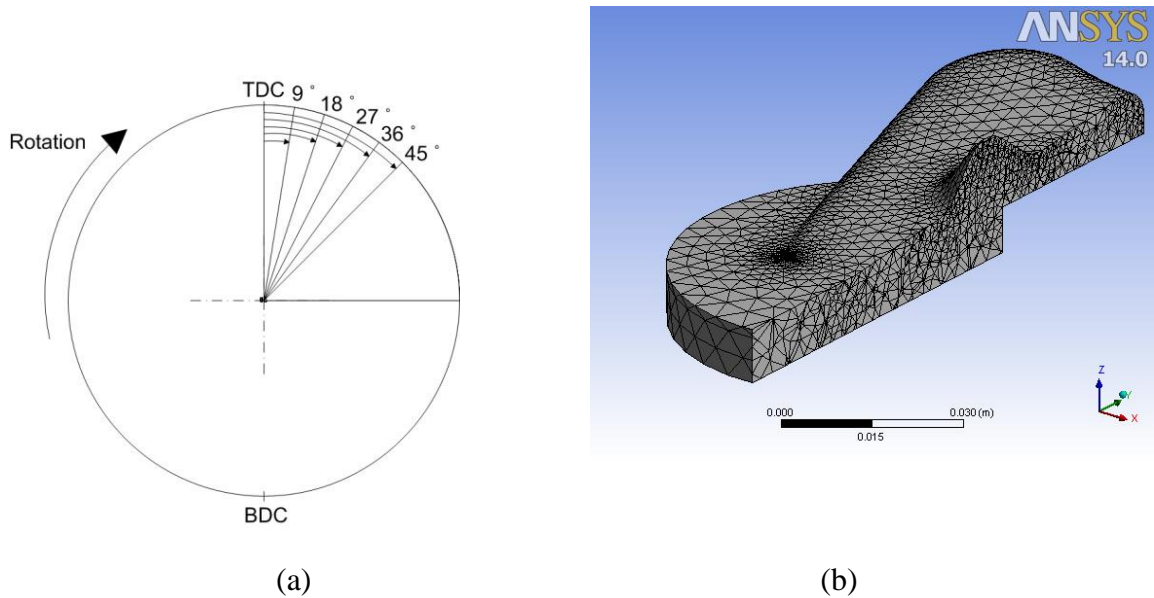 TDC
9°
18°
27°
36°
45°
Rotation
BDC
(a)
ANSYS
14.0
0.000
0.030 (m)
0.015
Z
Y
X
(b)